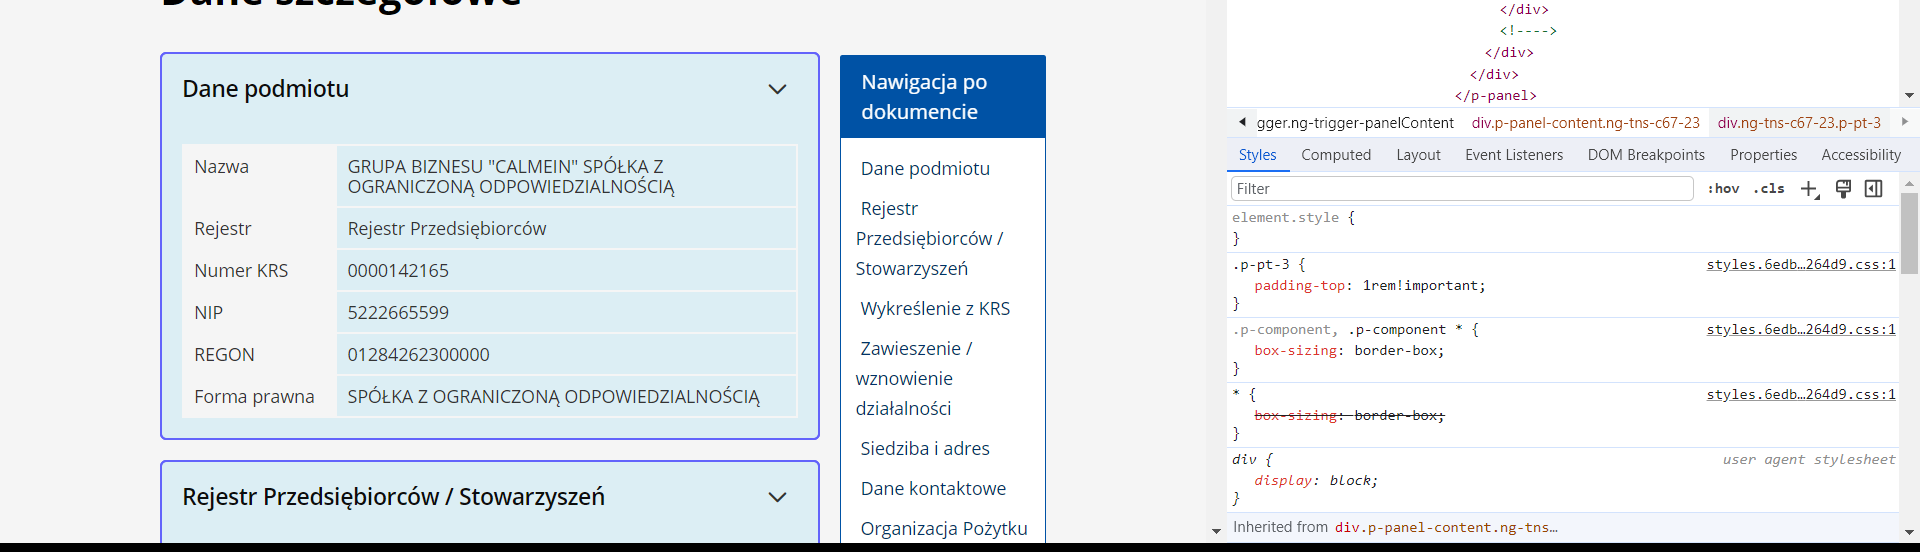 Dane szczegółowe
Dane podmiotu
Nazwa
GRUPA BIZNESU "CALMEIN" SPÓŁKA Z
OGRANICZONĄ ODPOWIEDZIALNOŚCIĄ
Rejestr
Rejestr Przedsiębiorców
Numer KRS
0000142165
NIP
5222665599
REGON
01284262300000
Forma prawna
SPÓŁKA Z OGRANICZONĄ ODPOWIEDZIALNOŚCIĄ
Rejestr Przedsiębiorców / Stowarzyszeń
Nawigacja po
dokumencie
Dane podmiotu
Rejestr
Przedsiębiorców /
Stowarzyszeń
Wykreślenie z KRS
Zawieszenie /
wznowienie
działalności
Siedziba i adres
Dane kontaktowe
Organizacja Pożytku
</div>
<!---->
</div>
</div>
</p-panel>
gger.ng-trigger-panelContent div.p-panel-content.ng-tns-c67-23 div.ng-tns-c67-23.p-pt-3
Styles Computed Layout Event Listeners DOM Breakpoints Properties Accessibility
Filter :hov .cls
element.style {
}
.p-pt-3 { styles.6edb…264d9.css:1
padding-top: 1rem!important;
}
.p-component, .p-component * { styles.6edb…264d9.css:1
box-sizing: border-box;
}
* { styles.6edb…264d9.css:1
box-sizing: border-box;
}
div { user agent stylesheet
display: block;
}
Inherited from div.p-panel-content.ng-tns…